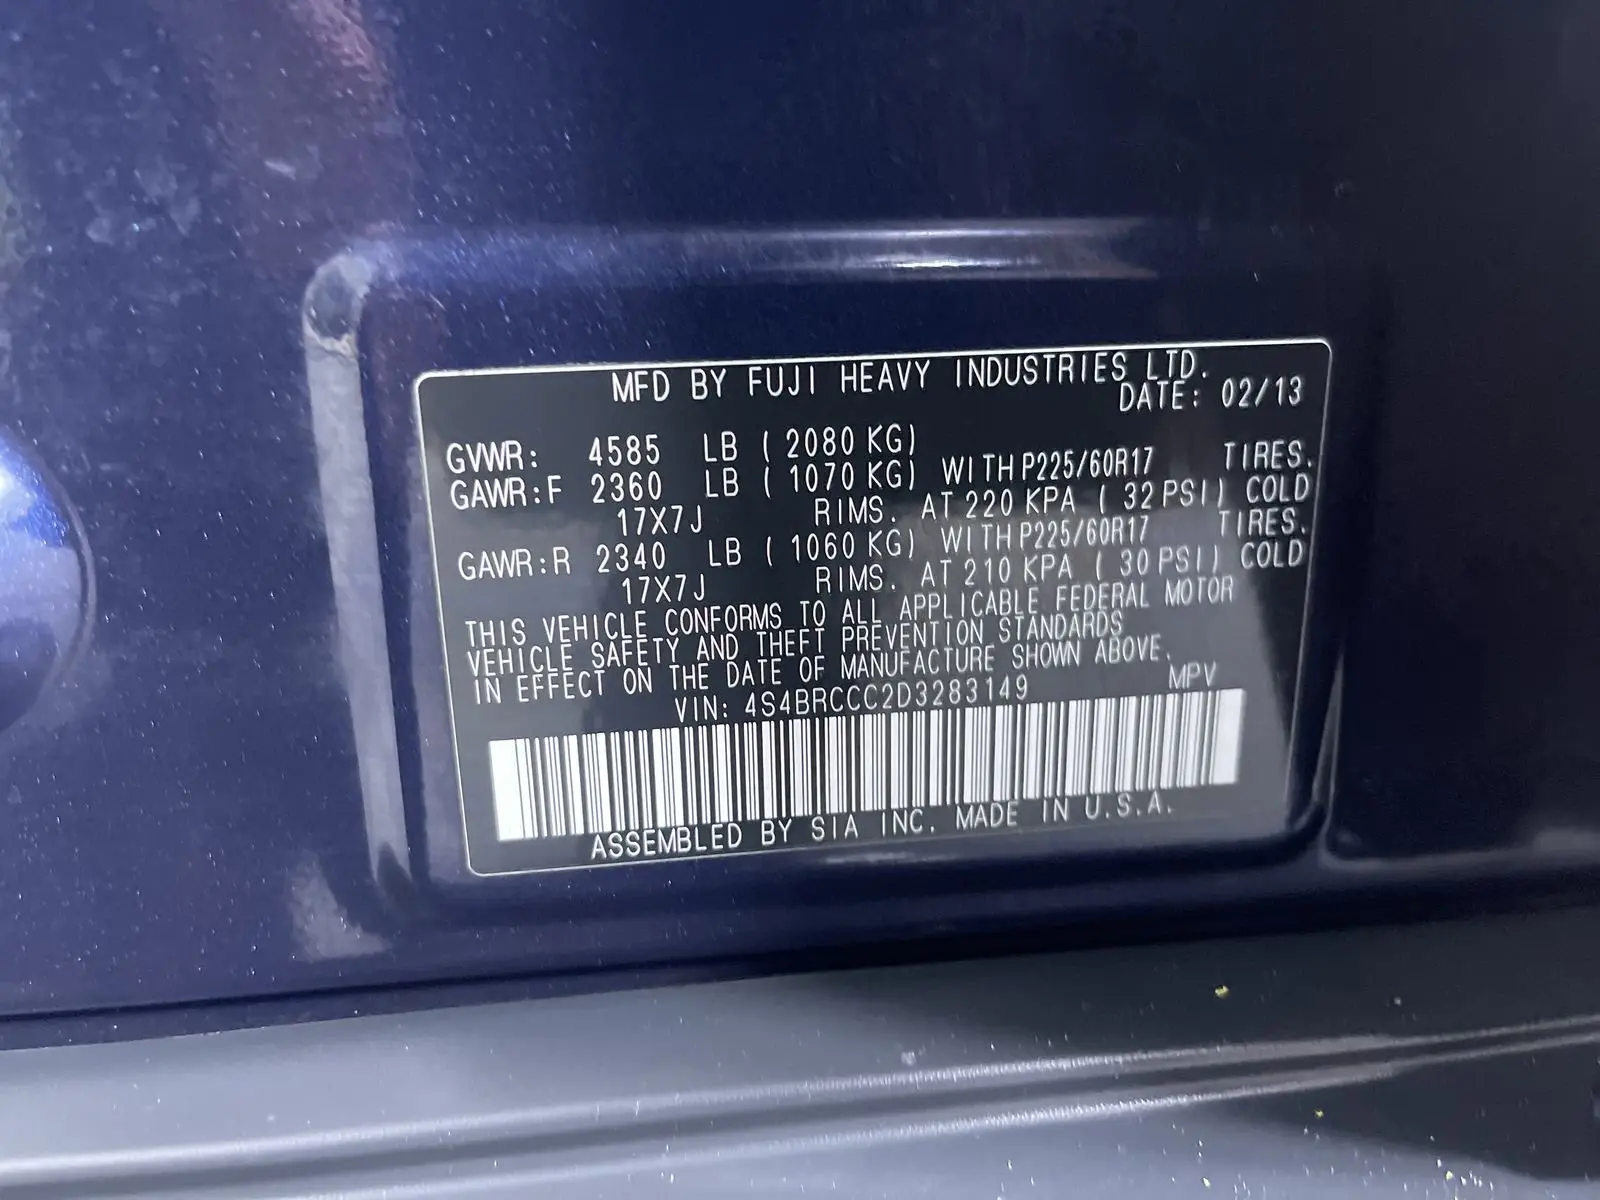 MFD BY FUJI HEAVY INDUSTRIES LTD.
DATE: 02/13
GVWR: 4585 LB ( 2080 KG)
GAWR:F 2360 LB ( 1070 KG) WITH P225/60R17 TIRES.
17X7J RIMS. AT 220 KPA ( 32 PSI) COLD
GAWR:R 2340 LB ( 1060 KG) WITH P225/60R17 TIRES.
17X7J RIMS. AT 210 KPA ( 30 PSI) COLD
THIS VEHICLE CONFORMS TO ALL APPLICABLE FEDERAL MOTOR
VEHICLE SAFETY AND THEFT PREVENTION STANDARDS
IN EFFECT ON THE DATE OF MANUFACTURE SHOWN ABOVE.
VIN: 4S4BRCCC2D3283149 MPV
ASSEMBLED BY SIA INC. MADE IN U.S.A.